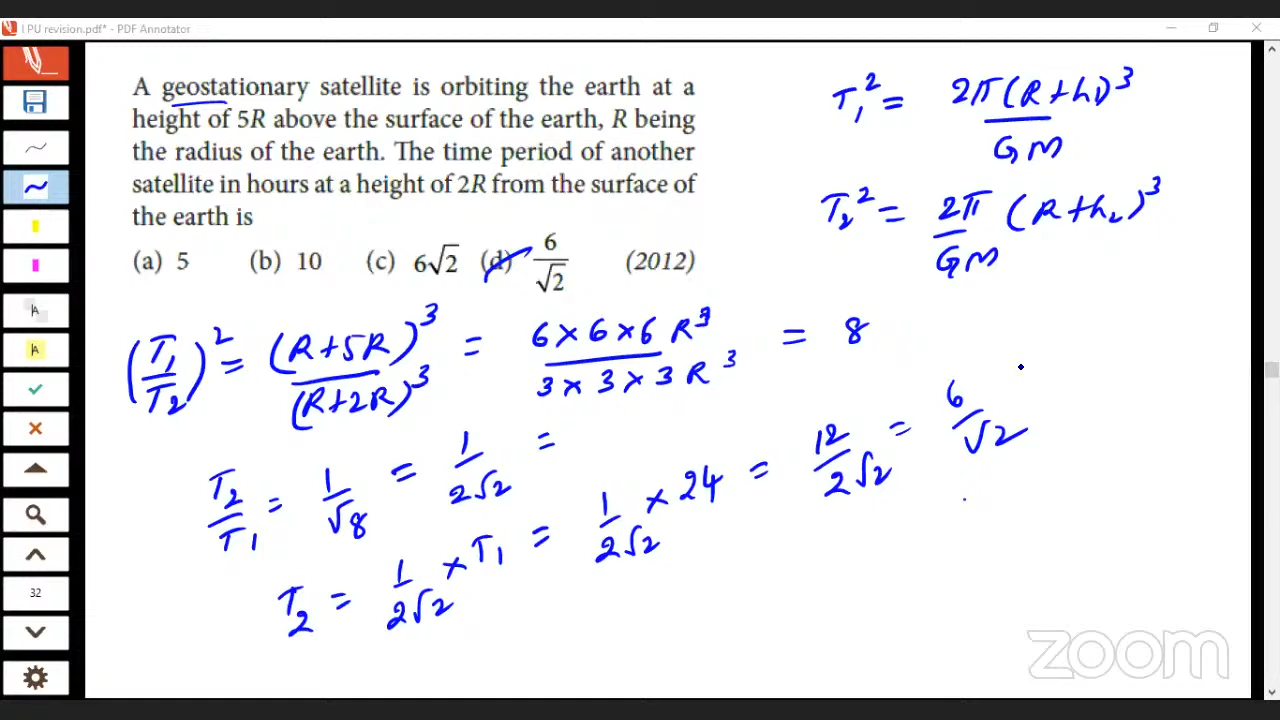 I PU revision.pdf* - PDF Annotator
A geostationary satellite is orbiting the earth at a
height of 5R above the surface of the earth, R being
the radius of the earth. The time period of another
satellite in hours at a height of 2R from the surface of
the earth is
(a) 5 (b) 10 (c) 6√2 (d) 6/√2 (2012)
T₁² = 2π(R+h₁)³/GM
T₂² = 2π/GM (R+h₂)³
(T₁/T₂)² = (R+5R)³/(R+2R)³ = 6×6×6 R³/3×3×3 R³ = 8
T₂/T₁ = 1/√8 = 1/2√2 =
T₂ = 1/2√2 × T₁ = 1/2√2 × 24 = 12/2√2 = 6/√2
A
A
32
zoom